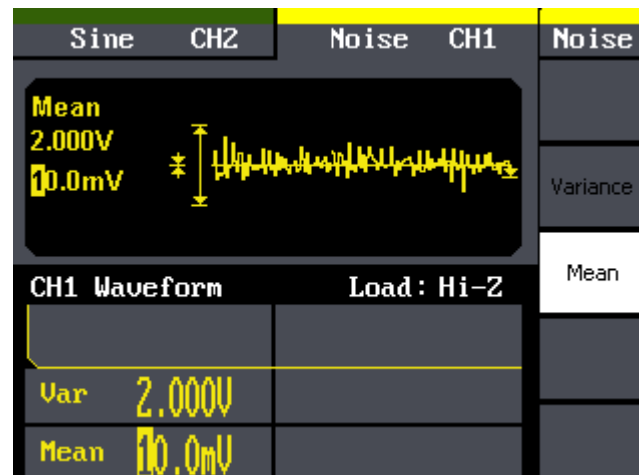 Sine CH2 Noise CH1 Noise
Mean
2.000V
10.0mV
Variance
Mean
CH1 Waveform Load: Hi-Z
Var 2.000V
Mean 10.0mV